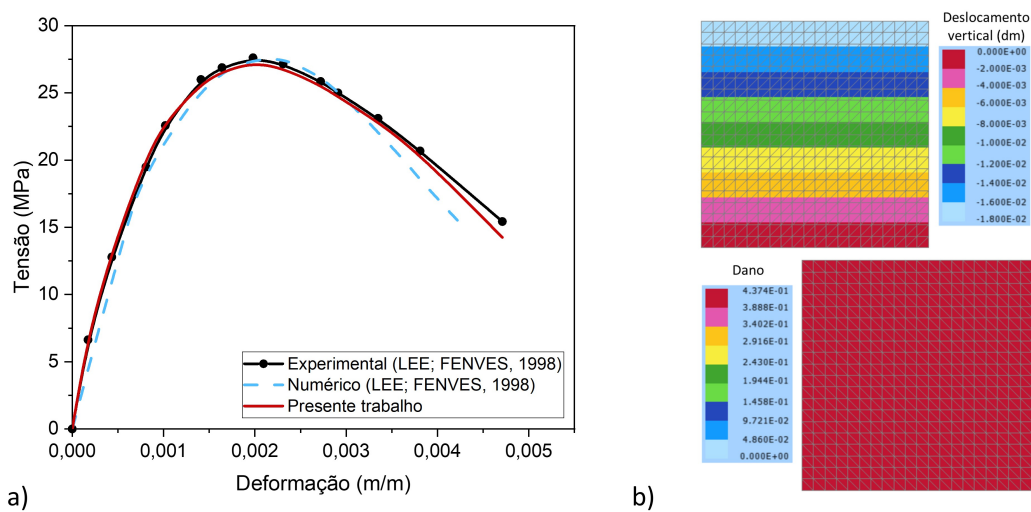 30
25
20
15
10
5
0
Tensão (MPa)
0,000 0,001 0,002 0,003 0,004 0,005
Deformação (m/m)
Experimental (LEE; FENVES, 1998)
Numérico (LEE; FENVES, 1998)
Presente trabalho
a)
Deslocamento
vertical (dm)
0.000E+00
-2.000E-03
-4.000E-03
-6.000E-03
-8.000E-03
-1.000E-02
-1.200E-02
-1.400E-02
-1.600E-02
-1.800E-02
Dano
4.374E-01
3.888E-01
3.402E-01
2.916E-01
2.430E-01
1.944E-01
1.458E-01
9.721E-02
4.860E-02
0.000E+00
b)